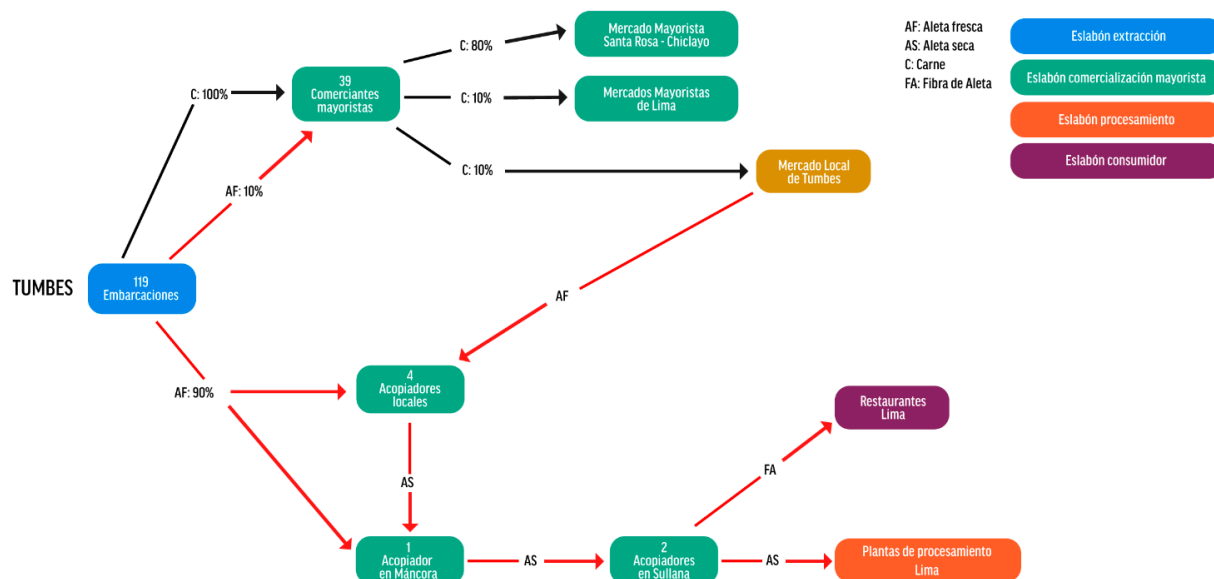 Mercado Mayorista
Santa Rosa - Chiclayo
C: 80%
39
Comerciantes
mayoristas
C: 100%
C: 10%
Mercados Mayoristas
de Lima
C: 10%
Mercado Local
de Tumbes
AF: 10%
TUMBES
119
Embarcaciones
AF
AF: 90%
4
Acopiadores
locales
AS
Restaurantes
Lima
FA
1
Acopiador
en Máncora
AS
2
Acopiadores
en Sullana
AS
Plantas de procesamiento
Lima
AF: Aleta fresca
AS: Aleta seca
C: Carne
FA: Fibra de Aleta
Eslabón extracción
Eslabón comercialización mayorista
Eslabón procesamiento
Eslabón consumidor